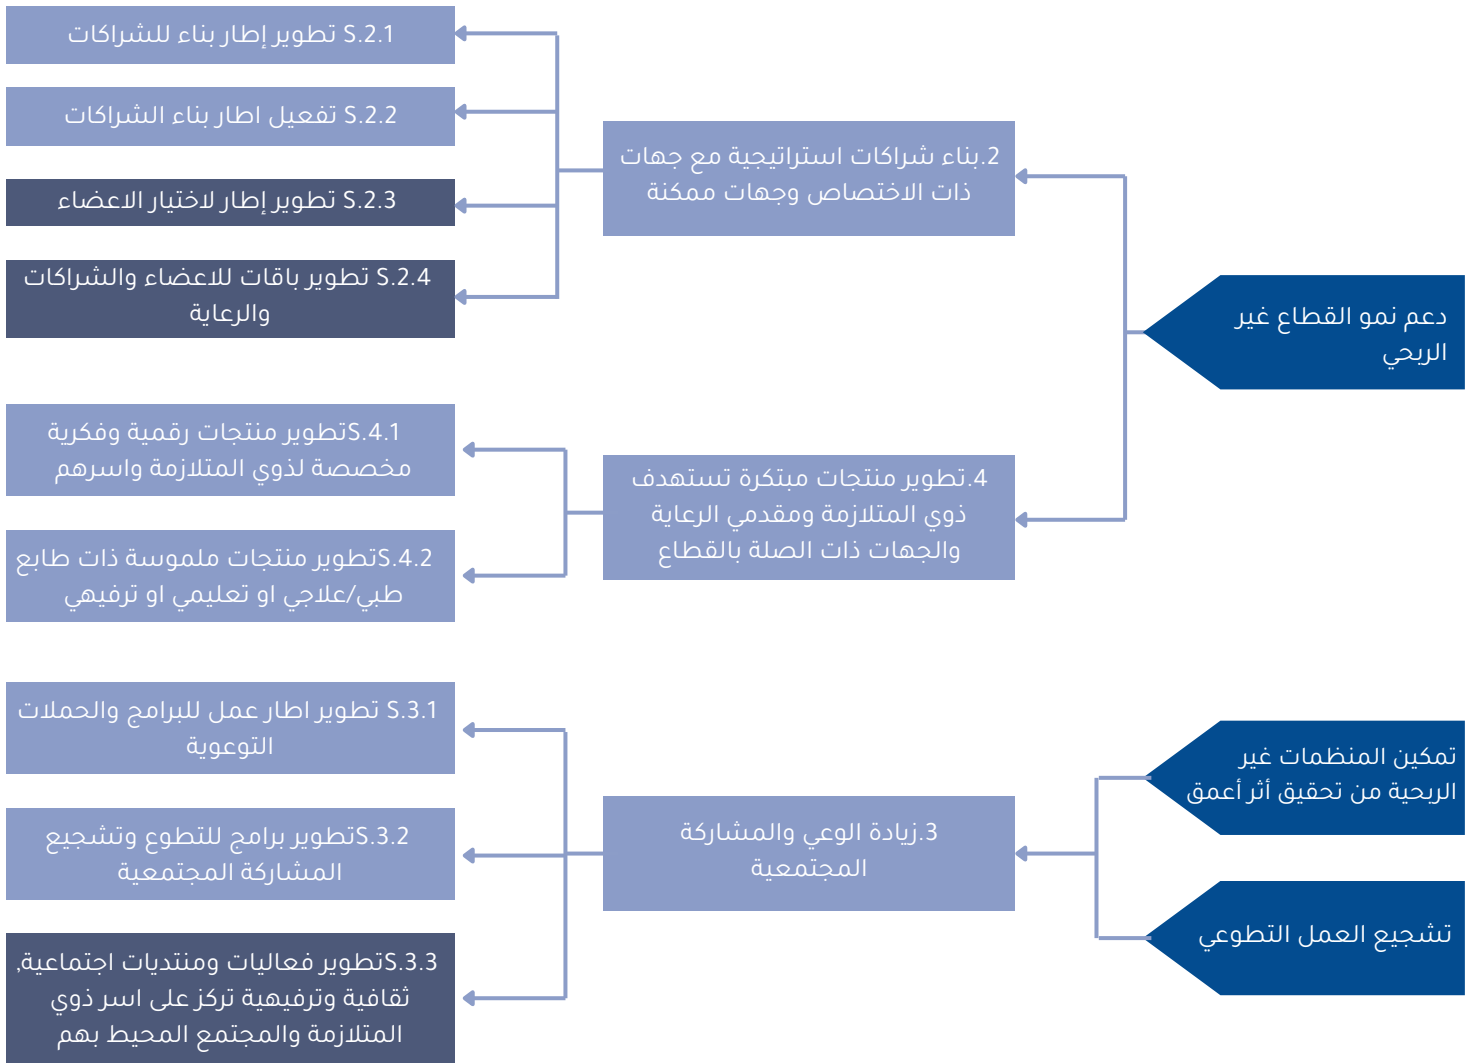 دعم نمو القطاع غير
الربحي
2.بناء شراكات استراتيجية مع جهات
ذات الاختصاص وجهات ممكنة
S.2.1 تطوير إطار بناء للشراكات
S.2.2 تفعيل اطار بناء الشراكات
S.2.3 تطوير إطار لاختيار الاعضاء
S.2.4 تطوير باقات للاعضاء والشراكات
والرعاية
4.تطوير منتجات مبتكرة تستهدف
ذوي المتلازمة ومقدمي الرعاية
والجهات ذات الصلة بالقطاع
S.4.1تطوير منتجات رقمية وفكرية
مخصصة لذوي المتلازمة واسرهم
S.4.2تطوير منتجات ملموسة ذات طابع
طبي/علاجي او تعليمي او ترفيهي
تمكين المنظمات غير
الربحية من تحقيق أثر أعمق
تشجيع العمل التطوعي
3.زيادة الوعي والمشاركة
المجتمعية
S.3.1 تطوير اطار عمل للبرامج والحملات
التوعوية
S.3.2تطوير برامج للتطوع وتشجيع
المشاركة المجتمعية
S.3.3تطوير فعاليات ومنتديات اجتماعية,
ثقافية وترفيهية تركز على اسر ذوي
المتلازمة والمجتمع المحيط بهم